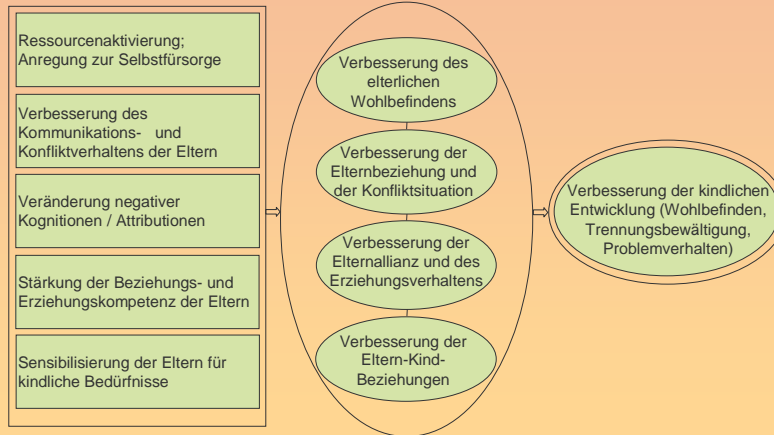 Ressourcenaktivierung;
Anregung zur Selbstfürsorge
Verbesserung des
Kommunikations- und
Konfliktverhaltens der Eltern
Veränderung negativer
Kognitionen / Attributionen
Stärkung der Beziehungs- und
Erziehungskompetenz der Eltern
Sensibilisierung der Eltern für
kindliche Bedürfnisse
Verbesserung des
elterlichen
Wohlbefindens
Verbesserung der
Elternbeziehung und
der Konfliktsituation
Verbesserung der
Elternallianz und des
Erziehungsverhaltens
Verbesserung der
Eltern-Kind-
Beziehungen
Verbesserung der kindlichen
Entwicklung (Wohlbefinden,
Trennungsbewältigung,
Problemverhalten)